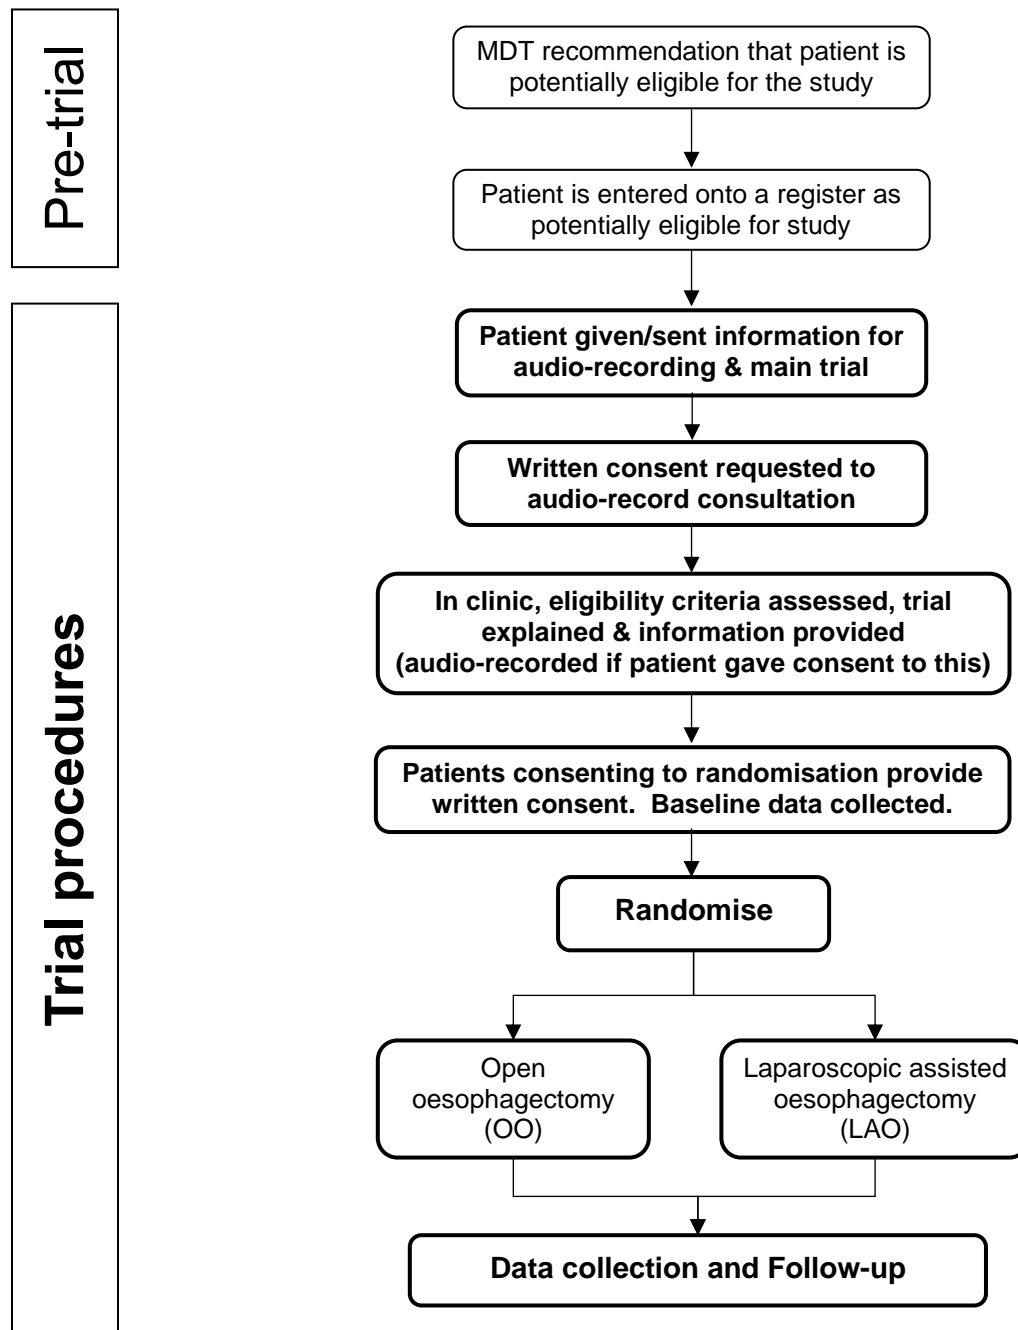 Pre-trial
MDT recommendation that patient is
potentially eligible for the study
Patient is entered onto a register as
potentially eligible for study
Trial procedures
Patient given/sent information for
audio-recording & main trial
Written consent requested to
audio-record consultation
In clinic, eligibility criteria assessed, trial
explained & information provided
(audio-recorded if patient gave consent to this)
Patients consenting to randomisation provide
written consent.  Baseline data collected.
Randomise
Open
oesophagectomy
(OO)
Laparoscopic assisted
oesophagectomy
(LAO)
Data collection and Follow-up